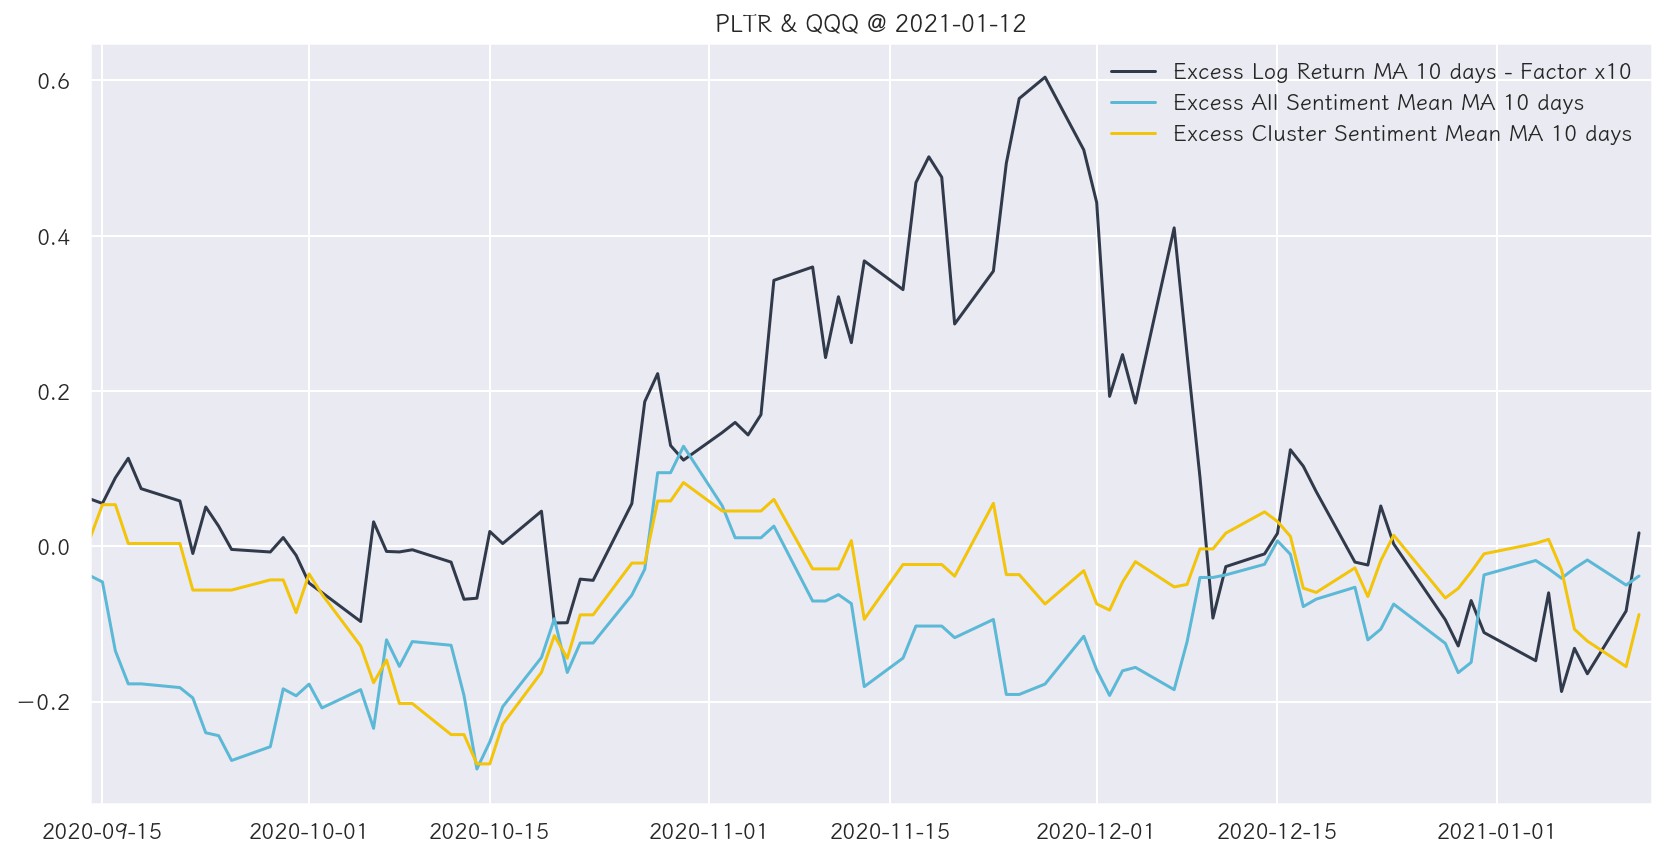 PLTR & QQQ @ 2021-01-12
Excess Log Return MA 10 days - Factor x10
Excess All Sentiment Mean MA 10 days
Excess Cluster Sentiment Mean MA 10 days
0.6
0.4
0.2
0.0
−0.2
2020-09-15 2020-10-01 2020-10-15 2020-11-01 2020-11-15 2020-12-01 2020-12-15 2021-01-01